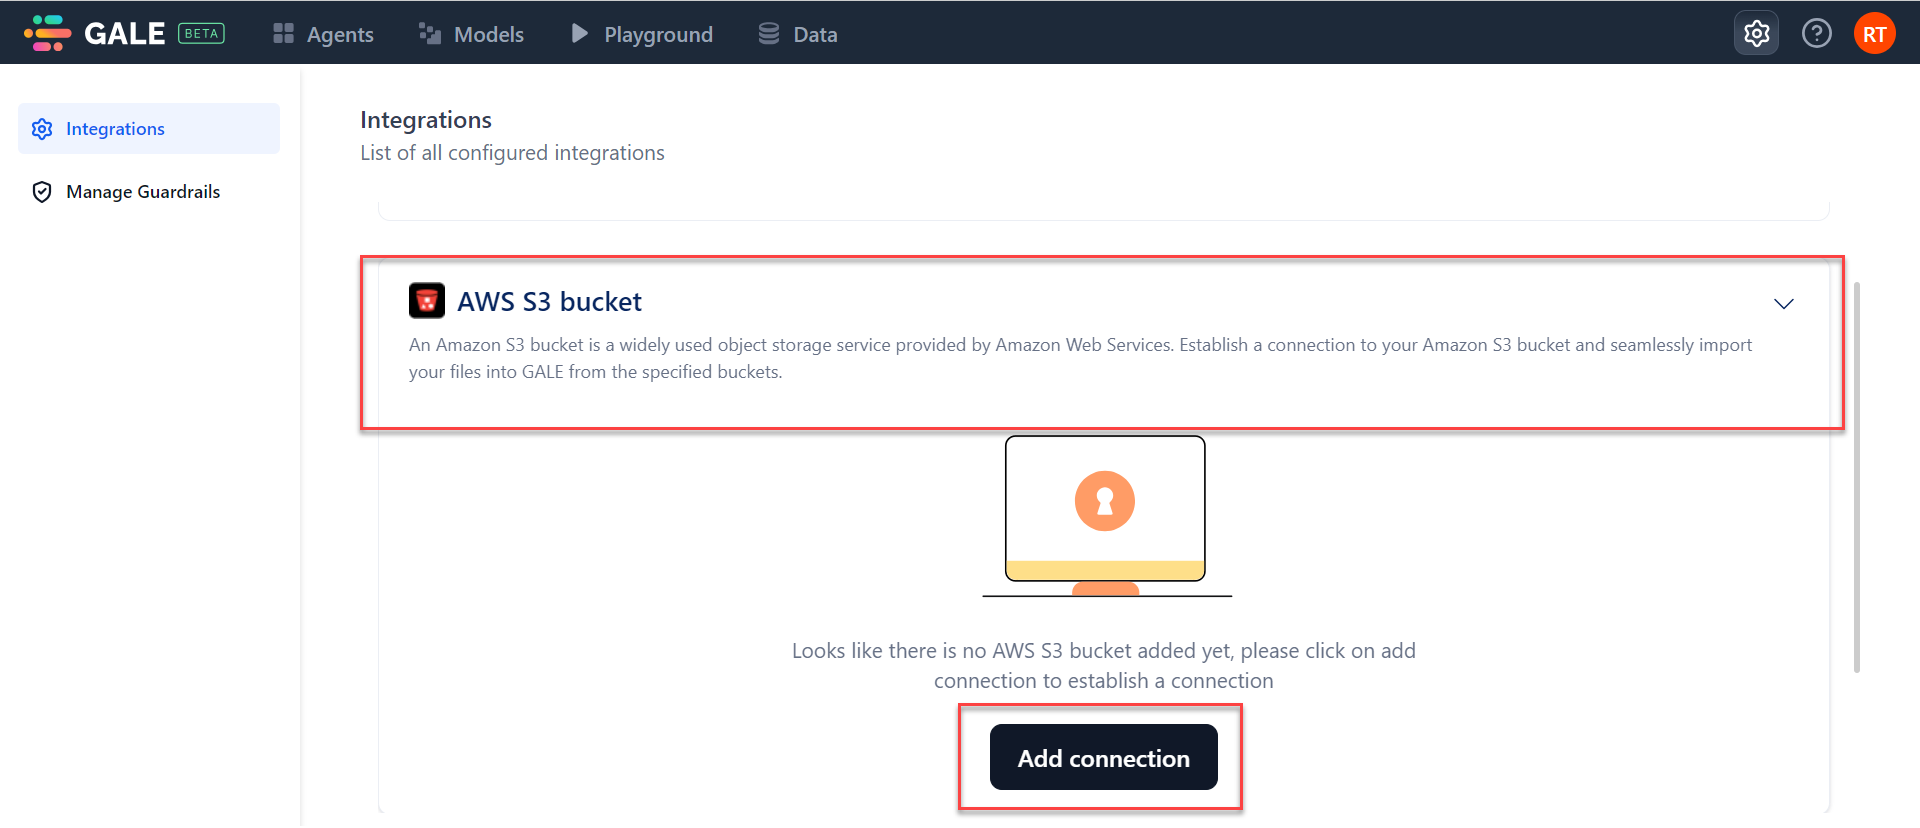 GALE BETA Agents Models Playground Data RT
Integrations
Manage Guardrails
Integrations
List of all configured integrations
AWS S3 bucket
An Amazon S3 bucket is a widely used object storage service provided by Amazon Web Services. Establish a connection to your Amazon S3 bucket and seamlessly import
your files into GALE from the specified buckets.
Looks like there is no AWS S3 bucket added yet, please click on add
connection to establish a connection
Add connection